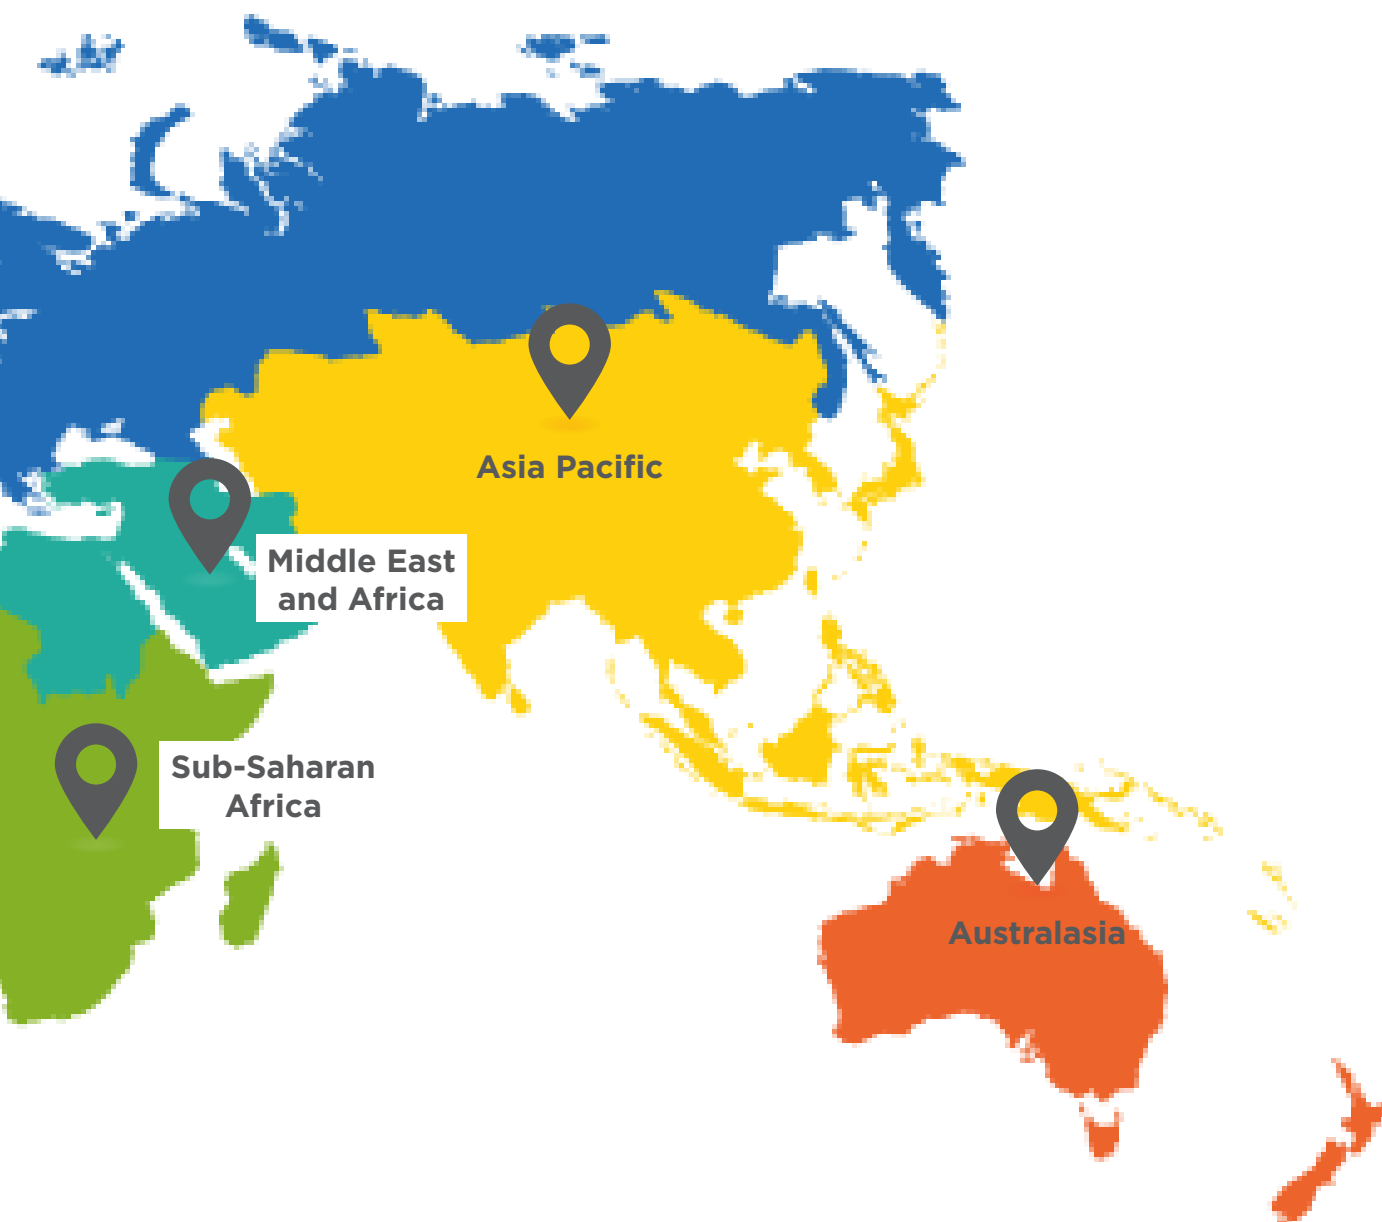 Asia Pacific
Middle East
and Africa
Sub-Saharan
Africa
Australasia